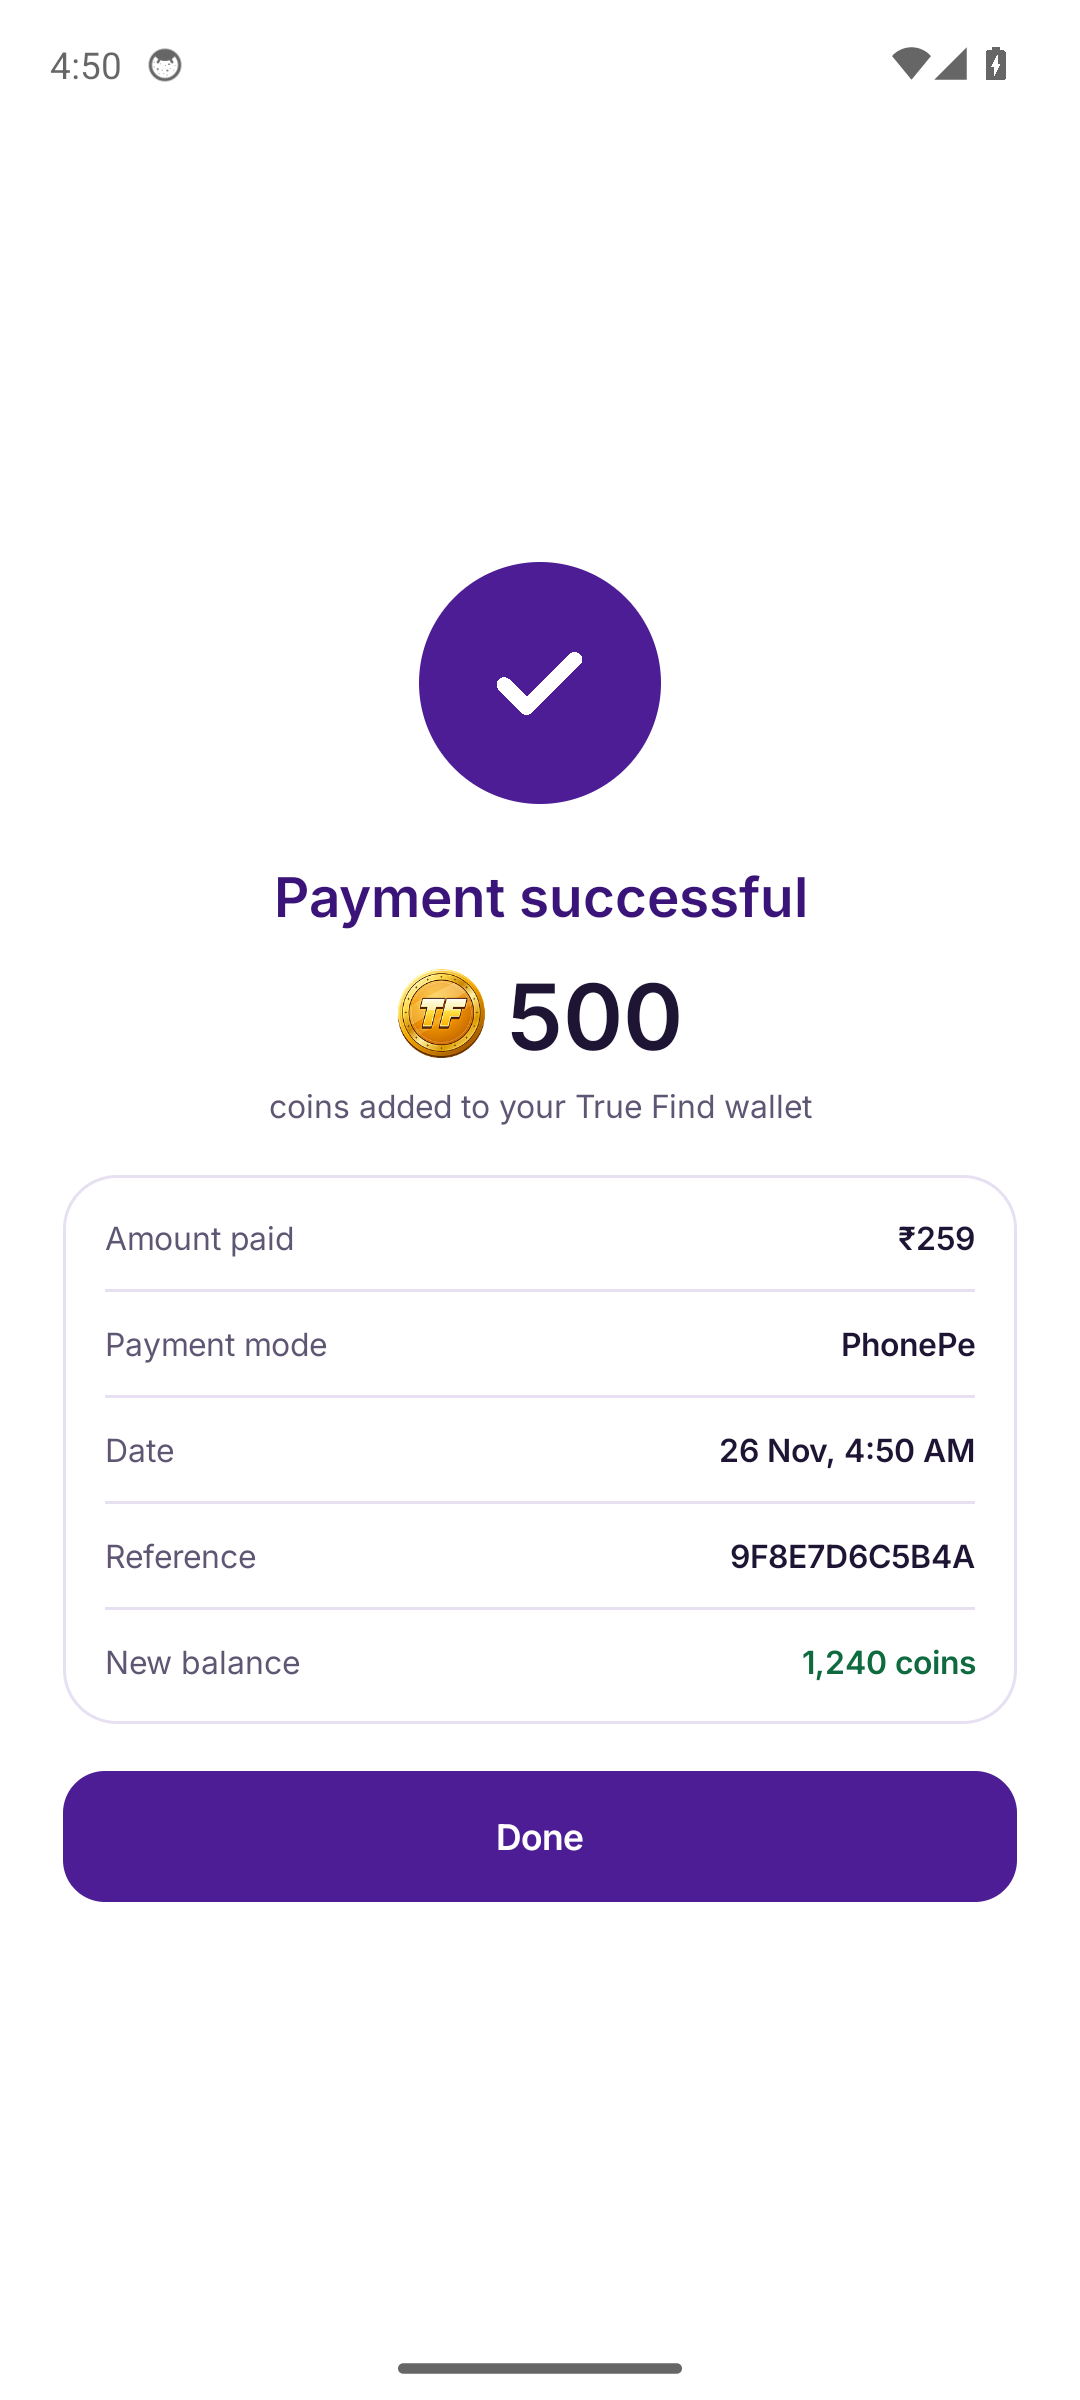 4:50
Payment successful
TF 500
coins added to your True Find wallet
Amount paid ₹259
Payment mode PhonePe
Date 26 Nov, 4:50 AM
Reference 9F8E7D6C5B4A
New balance 1,240 coins
Done